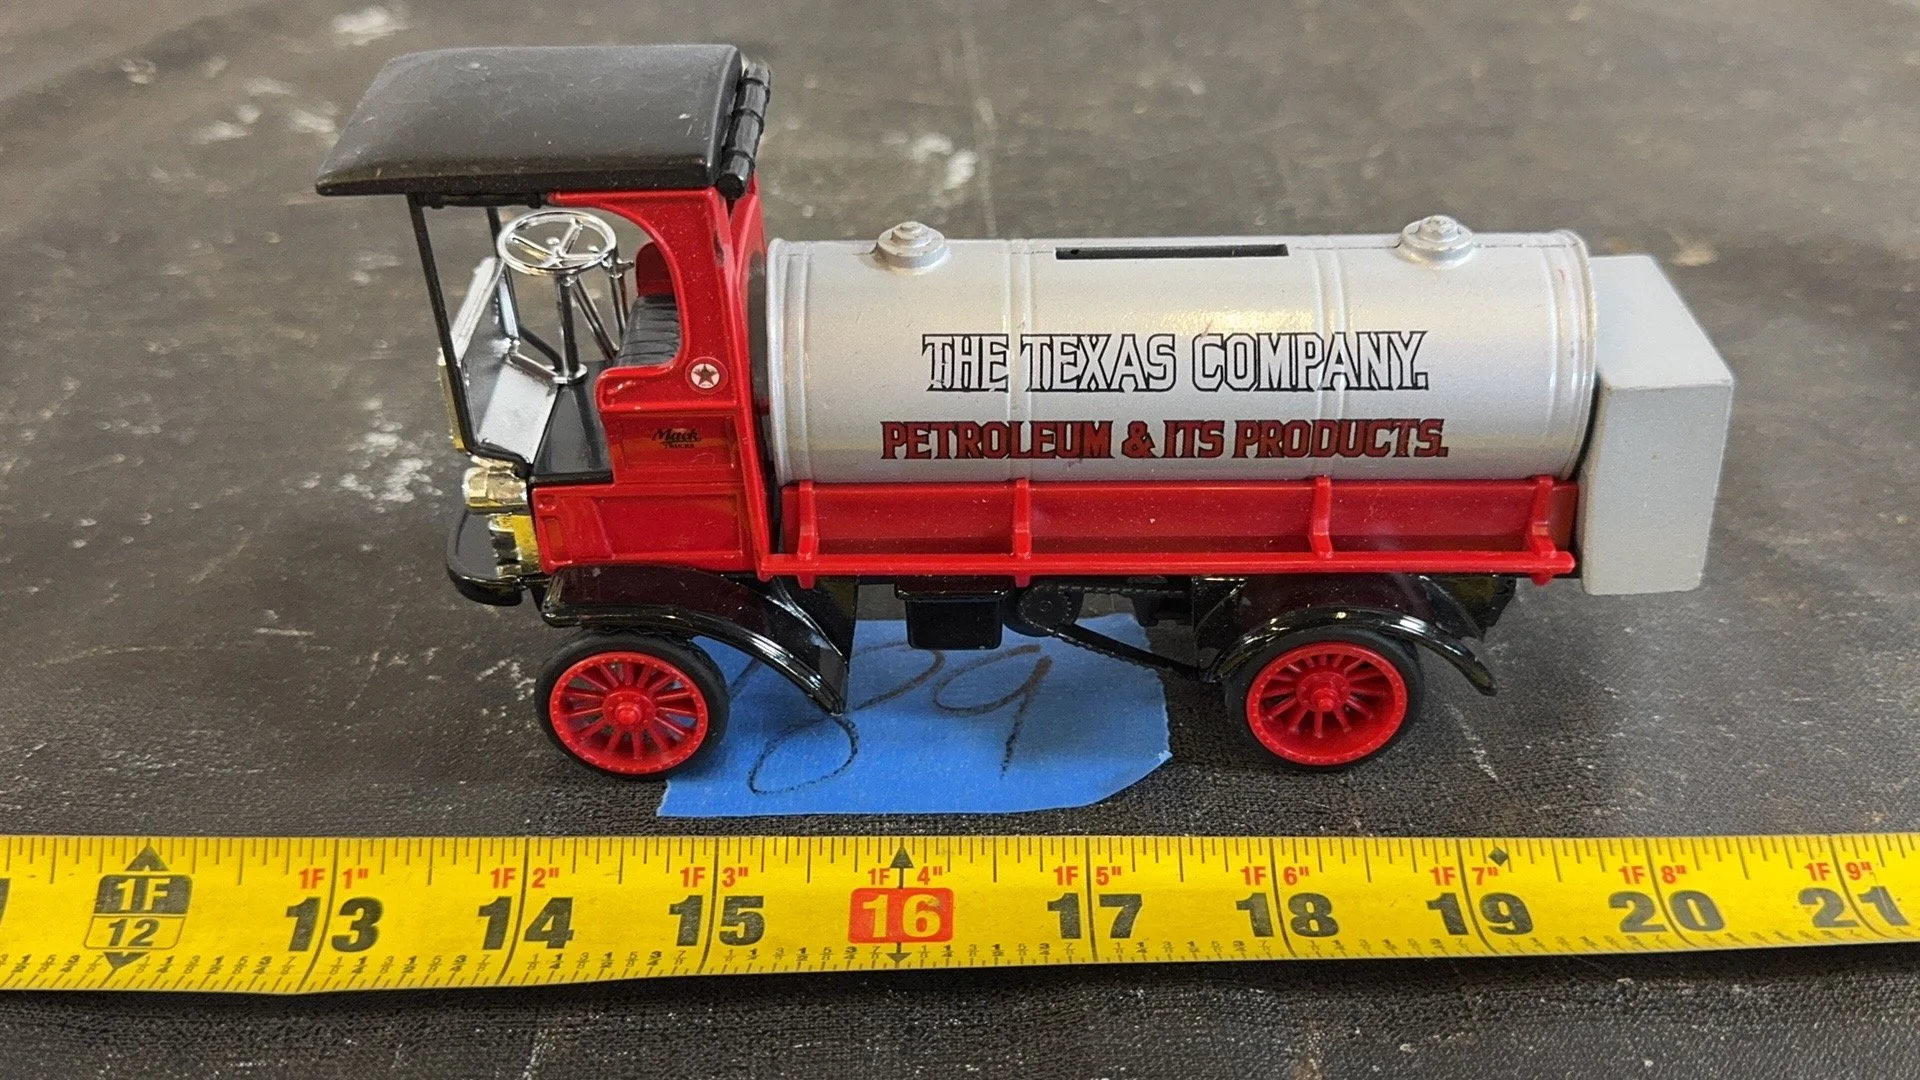 THE TEXAS COMPANY.
PETROLEUM & ITS PRODUCTS.
Mack
TRUCKS
1F 1" 1F 2" 1F 3" 1F 4" 1F 5" 1F 6" 1F 7" 1F 8" 1F 9"
1F 13 14 15 16 17 18 19 20 21
12